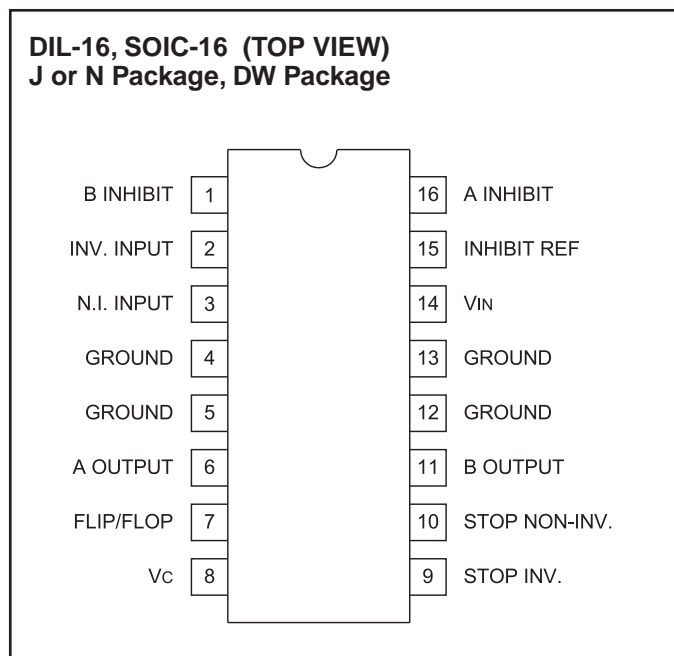 DIL-16, SOIC-16 (TOP VIEW)
J or N Package, DW Package
B INHIBIT 1 16 A INHIBIT
INV. INPUT 2 15 INHIBIT REF
N.I. INPUT 3 14 VIN
GROUND 4 13 GROUND
GROUND 5 12 GROUND
A OUTPUT 6 11 B OUTPUT
FLIP/FLOP 7 10 STOP NON-INV.
VC 8 9 STOP INV.